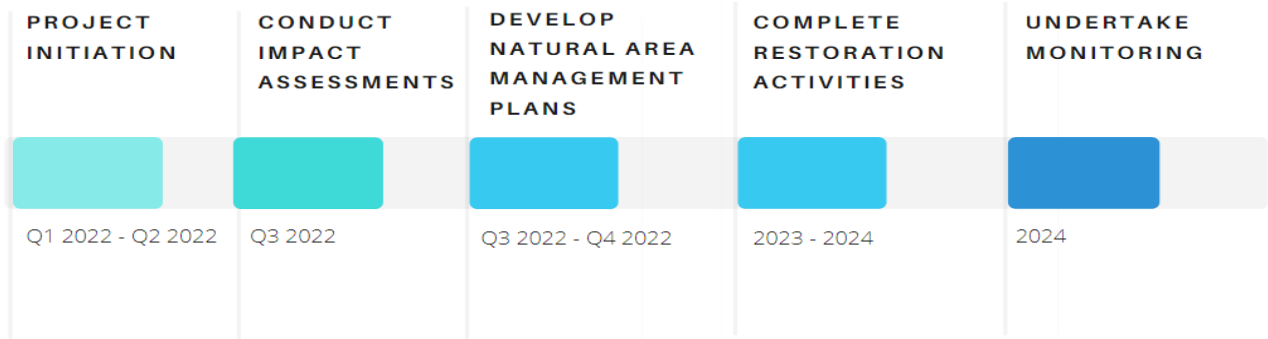 PROJECT
INITIATION
CONDUCT
IMPACT
ASSESSMENTS
DEVELOP
NATURAL AREA
MANAGEMENT
PLANS
COMPLETE
RESTORATION
ACTIVITIES
UNDERTAKE
MONITORING
Q1 2022 - Q2 2022
Q3 2022
Q3 2022 - Q4 2022
2023 - 2024
2024